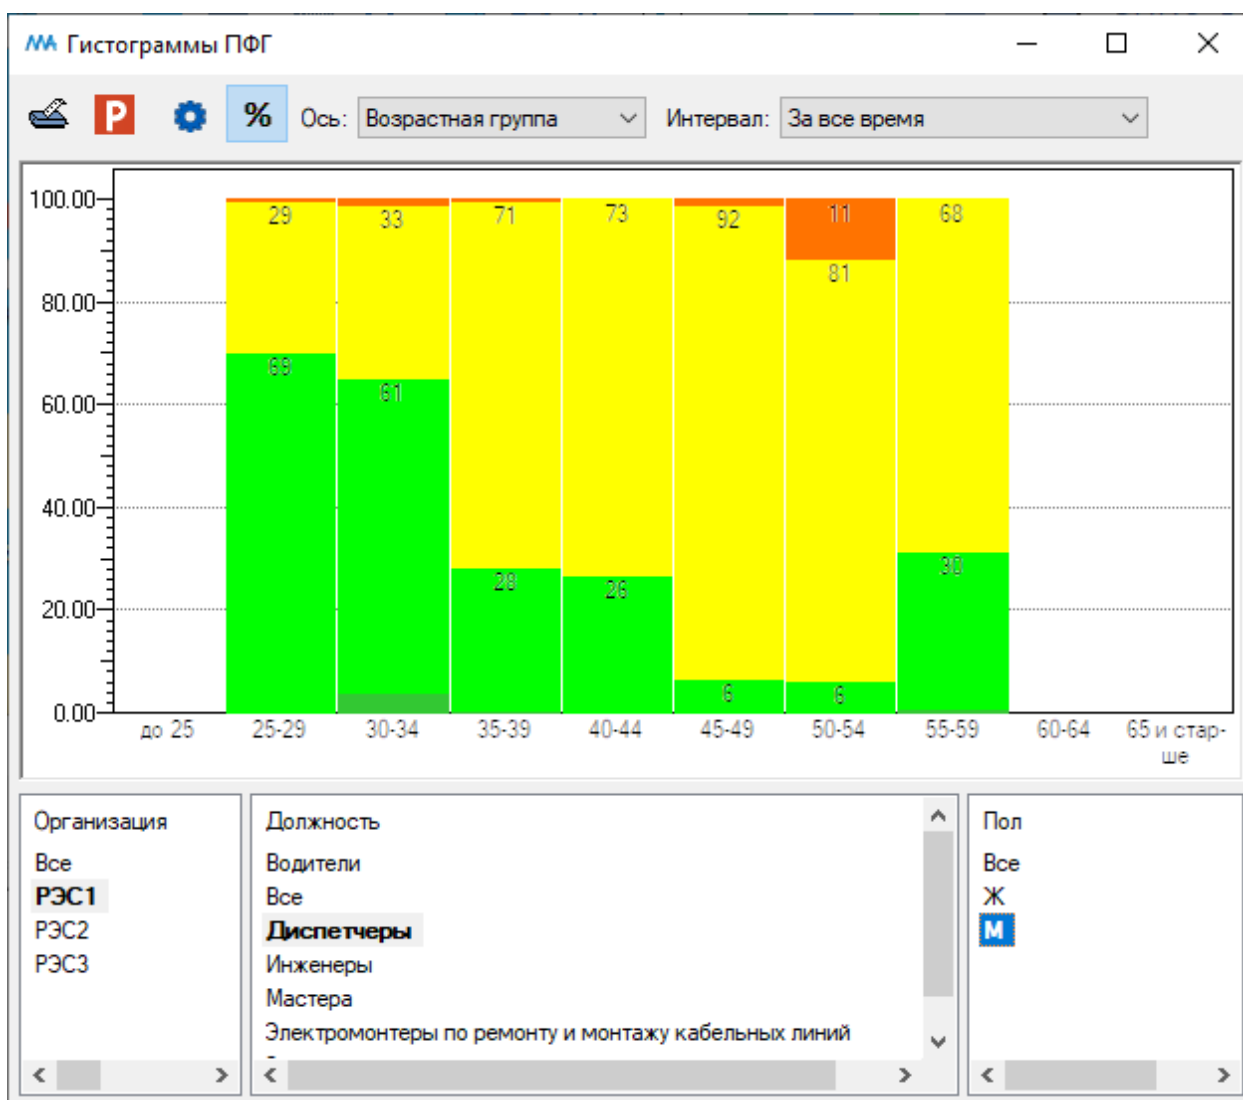 Гистограммы ПФГ
% Ось: Возрастная группа Интервал: За все время
100.00
80.00
60.00
40.00
20.00
0.00
29 33 71 73 92 11 68
81
69 61
28 26 30
6 6
до 25 25-29 30-34 35-39 40-44 45-49 50-54 55-59 60-64 65 и стар-
ше
Организация
Все
РЭС1
РЭС2
РЭС3
Должность
Водители
Все
Диспетчеры
Инженеры
Мастера
Электромонтеры по ремонту и монтажу кабельных линий
Пол
Все
Ж
М